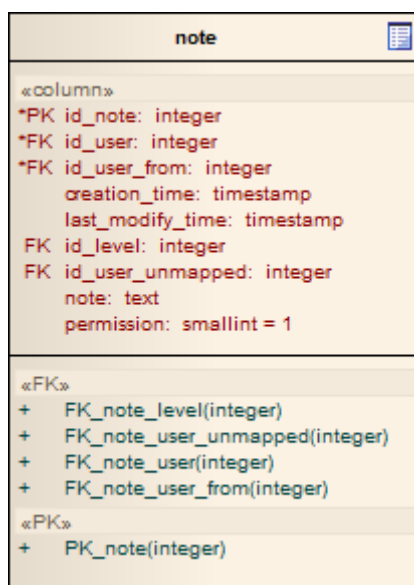 note
«column»
*PK id_note: integer
*FK id_user: integer
*FK id_user_from: integer
creation_time: timestamp
last_modify_time: timestamp
FK id_level: integer
FK id_user_unmapped: integer
note: text
permission: smallint = 1
«FK»
+ FK_note_level(integer)
+ FK_note_user_unmapped(integer)
+ FK_note_user(integer)
+ FK_note_user_from(integer)
«PK»
+ PK_note(integer)